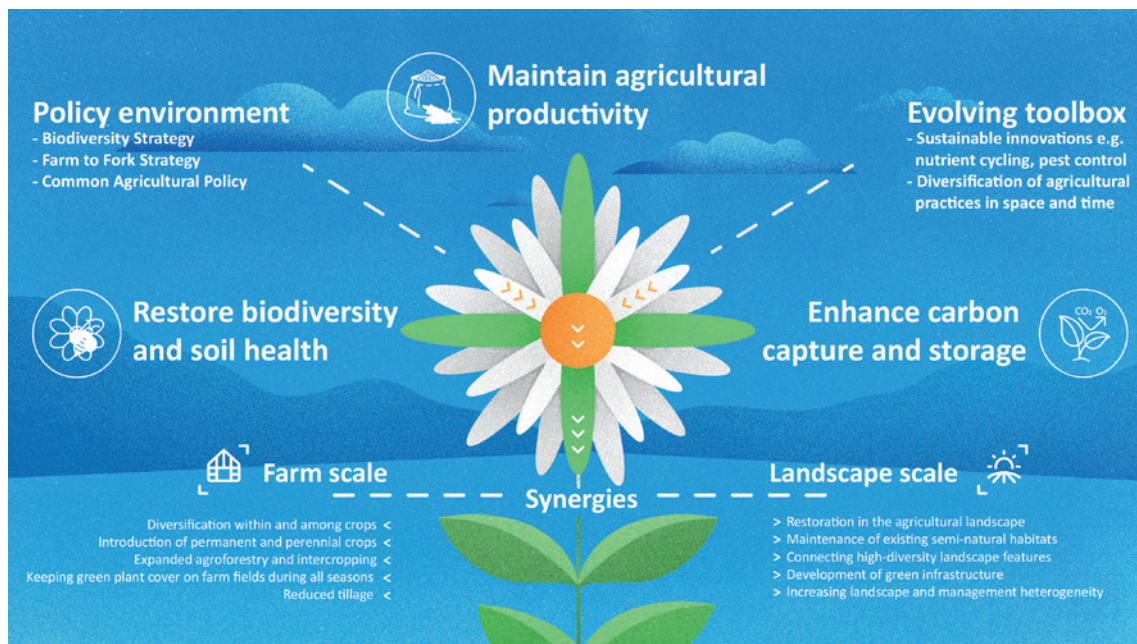 Maintain agricultural
productivity
Policy environment
- Biodiversity Strategy
- Farm to Fork Strategy
- Common Agricultural Policy
Evolving toolbox
- Sustainable innovations e.g.
nutrient cycling, pest control
- Diversification of agricultural
practices in space and time
Restore biodiversity
and soil health
Enhance carbon
capture and storage
CO₂ O₂
Farm scale
Synergies
Landscape scale
Diversification within and among crops <
Introduction of permanent and perennial crops <
Expanded agroforestry and intercropping <
Keeping green plant cover on farm fields during all seasons <
Reduced tillage <
> Restoration in the agricultural landscape
> Maintenance of existing semi-natural habitats
> Connecting high-diversity landscape features
> Development of green infrastructure
> Increasing landscape and management heterogeneity